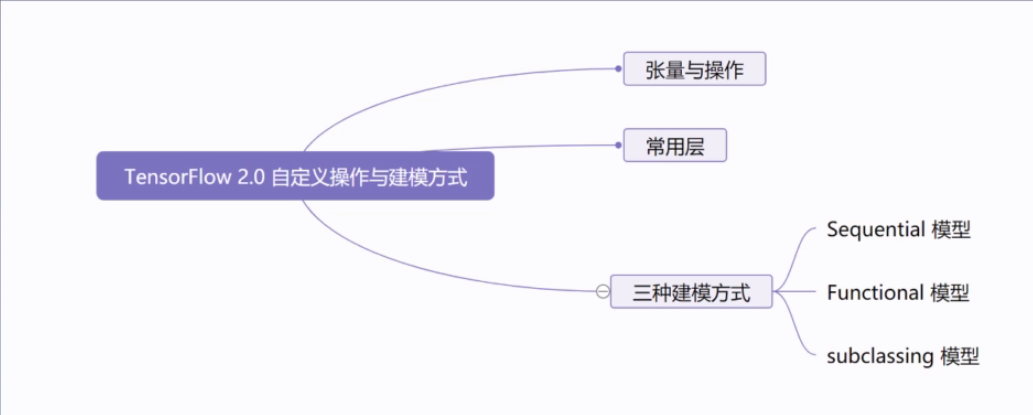 张量与操作
常用层
TensorFlow 2.0 自定义操作与建模方式
Sequential 模型
三种建模方式
Functional 模型
subclassing 模型